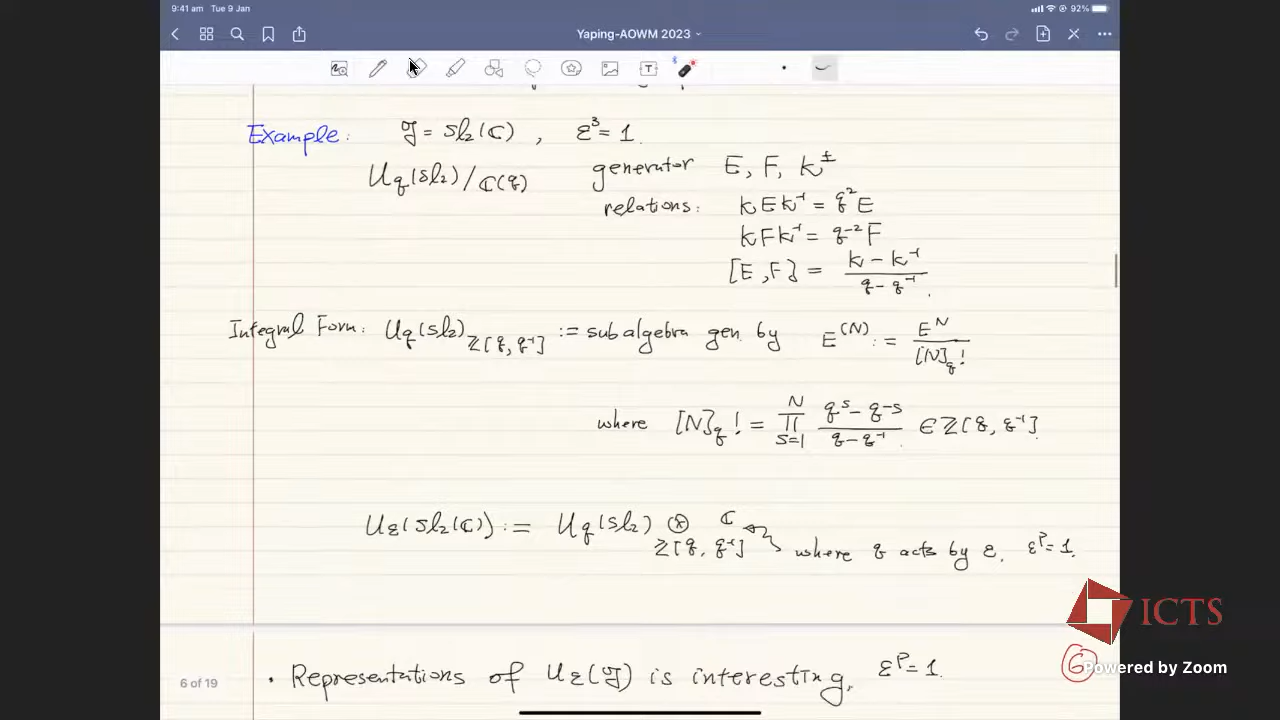 9:41 am Tue 9 Jan
92%
Yaping-AOWM 2023
Example: 𝔤 = sl₂(ℂ), ε³ = 1.
U_q(sl₂)/ℂ(q) generator E, F, K^±
relations: KEK⁻¹ = q²E
KFK⁻¹ = q⁻²F
[E, F] = (K − K⁻¹)/(q − q⁻¹).
Integral Form: U_q(sl₂)_{ℤ[q, q⁻¹]} := subalgebra gen. by E^{(N)} := E^N/[N]_q!
where [N]_q! = ∏_{s=1}^{N} (q^s − q^{-s})/(q − q⁻¹) ∈ ℤ[q, q⁻¹].
U_ε(sl₂(ℂ)) := U_q(sl₂) ⊗_{ℤ[q, q⁻¹]} ℂ where q acts by ε. ε^p = 1.
ICTS
6
Powered by Zoom
6 of 19
• Representations of U_ε(𝔤) is interesting. ε^p = 1.